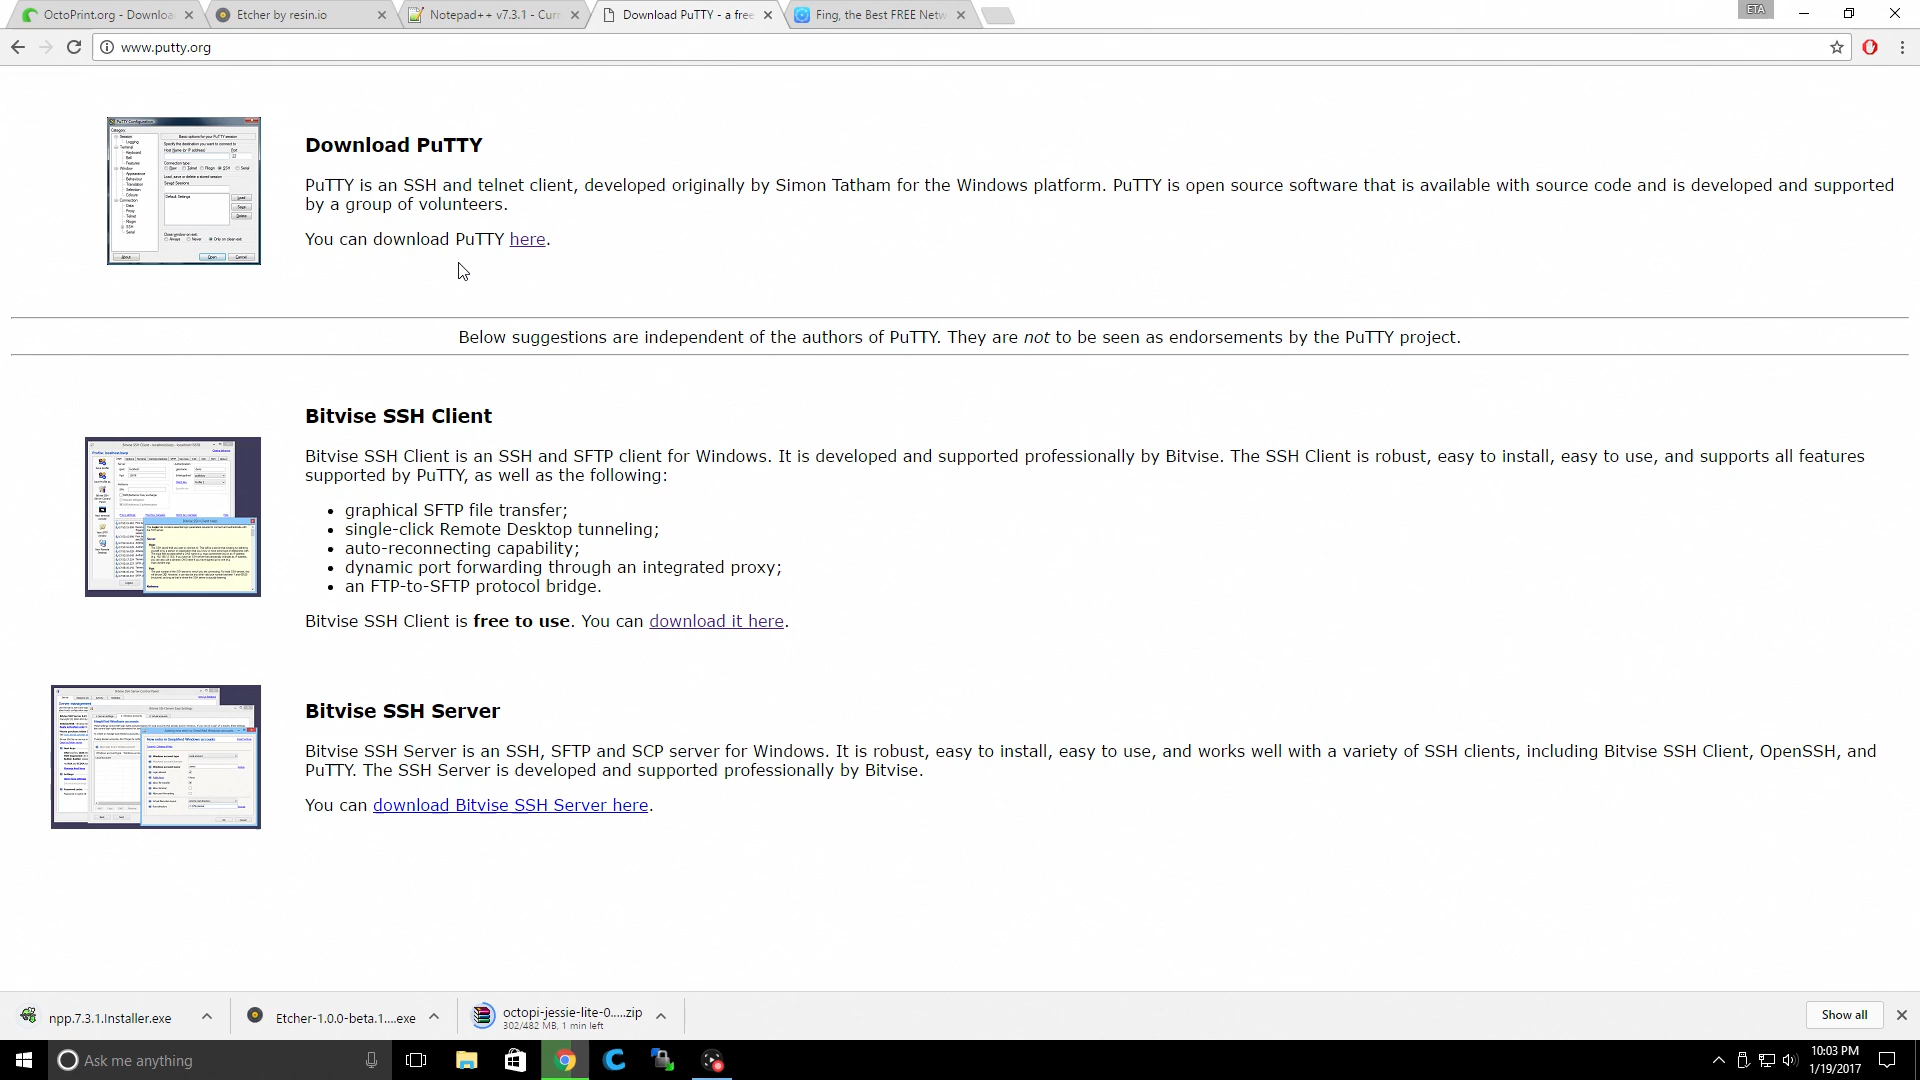 OctoPrint.org - Downloa
Etcher by resin.io
Notepad++ v7.3.1 - Curr
Download PuTTY - a free
Fing, the Best FREE Netw
ETA
www.putty.org
Download PuTTY
PuTTY is an SSH and telnet client, developed originally by Simon Tatham for the Windows platform. PuTTY is open source software that is available with source code and is developed and supported
by a group of volunteers.
You can download PuTTY here.
Below suggestions are independent of the authors of PuTTY. They are not to be seen as endorsements by the PuTTY project.
Bitvise SSH Client
Bitvise SSH Client is an SSH and SFTP client for Windows. It is developed and supported professionally by Bitvise. The SSH Client is robust, easy to install, easy to use, and supports all features
supported by PuTTY, as well as the following:
• graphical SFTP file transfer;
• single-click Remote Desktop tunneling;
• auto-reconnecting capability;
• dynamic port forwarding through an integrated proxy;
• an FTP-to-SFTP protocol bridge.
Bitvise SSH Client is free to use. You can download it here.
Bitvise SSH Server
Bitvise SSH Server is an SSH, SFTP and SCP server for Windows. It is robust, easy to install, easy to use, and works well with a variety of SSH clients, including Bitvise SSH Client, OpenSSH, and
PuTTY. The SSH Server is developed and supported professionally by Bitvise.
You can download Bitvise SSH Server here.
npp.7.3.1.Installer.exe
Etcher-1.0.0-beta.1....exe
octopi-jessie-lite-0.....zip
302/482 MB, 1 min left
Show all
Ask me anything
10:03 PM
1/19/2017